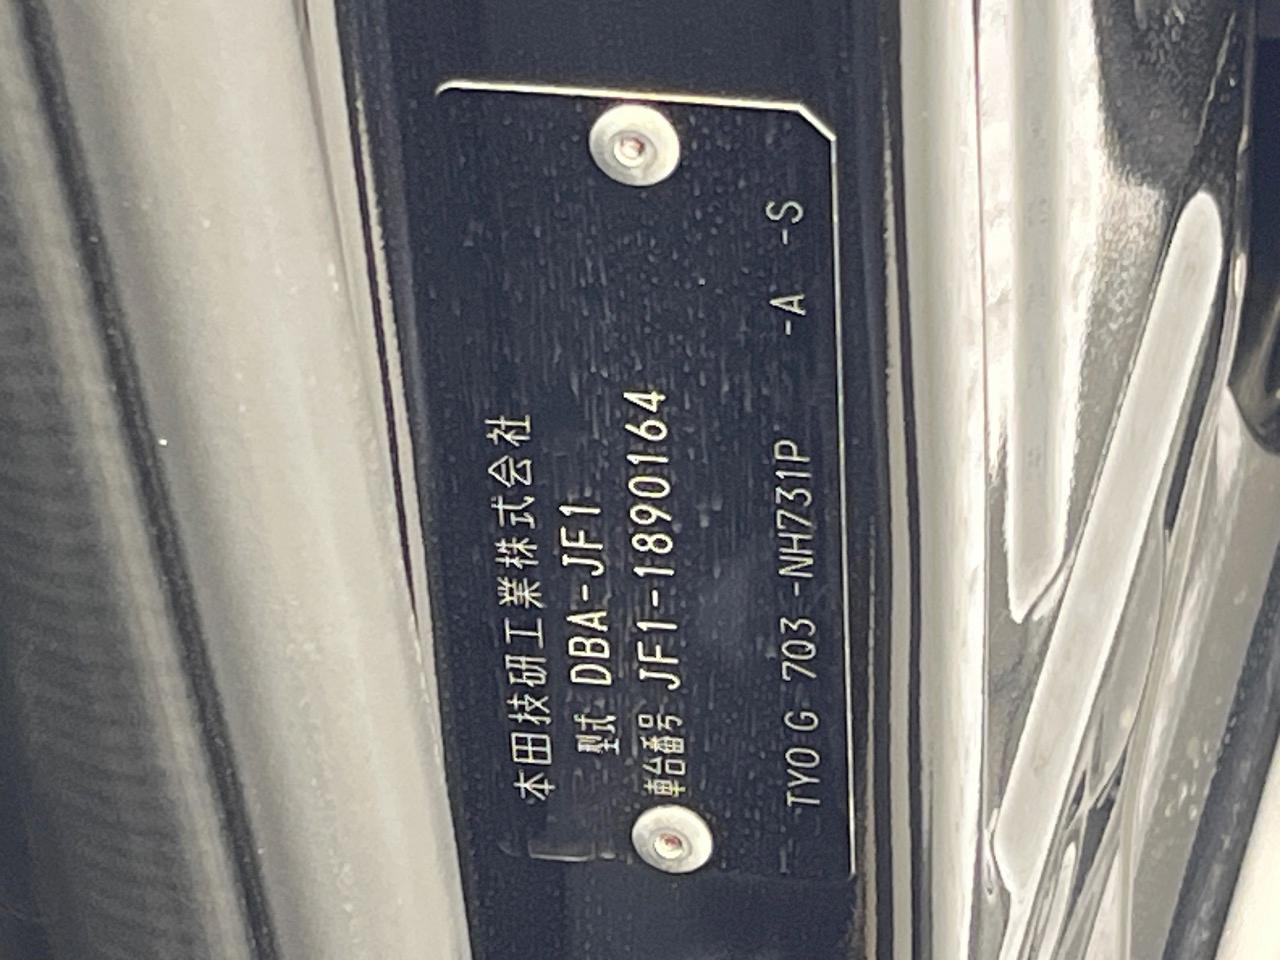 本田技研工業株式会社
型式 DBA-JF1
車台番号 JF1-1890164
TYO G 703 -NH731P -A -S